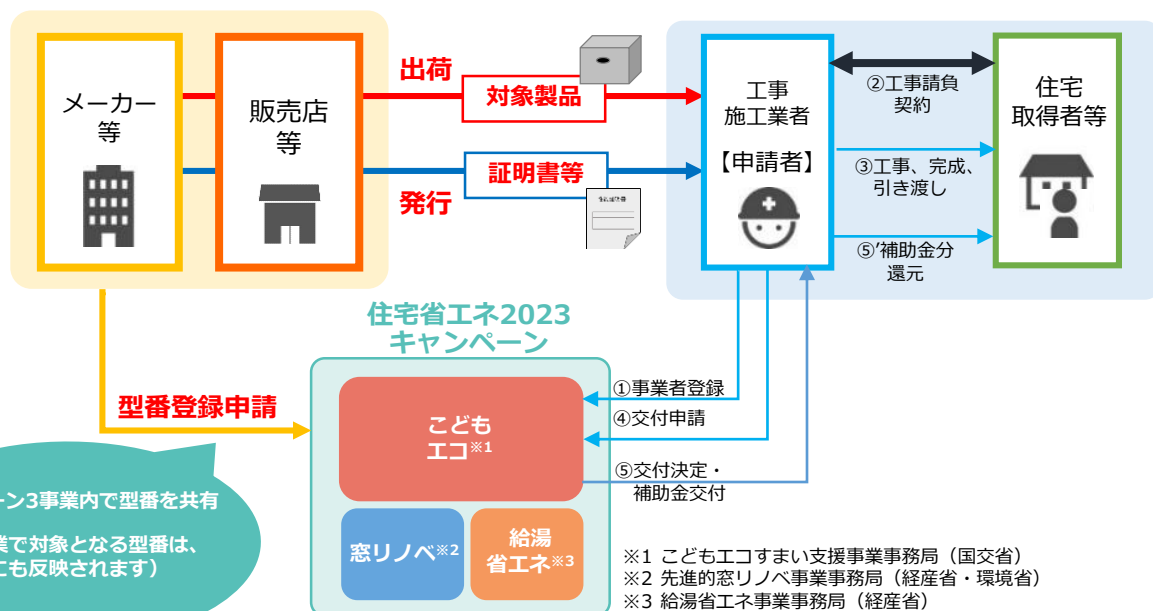 メーカー
等
販売店
等
出荷
対象製品
発行
証明書等
工事
施工業者
【申請者】
②工事請負
契約
③工事、完成、
引き渡し
⑤’補助金分
還元
住宅
取得者等
住宅省エネ2023
キャンペーン
型番登録申請
こども
エコ※1
窓リノベ※2
給湯
省エネ※3
①事業者登録
④交付申請
⑤交付決定・
補助金交付
ーン3事業内で型番を共有
業で対象となる型番は、
にも反映されます）
※1 こどもエコすまい支援事業事務局（国交省）
※2 先進的窓リノベ事業事務局（経産省・環境省）
※3 給湯省エネ事業事務局（経産省）